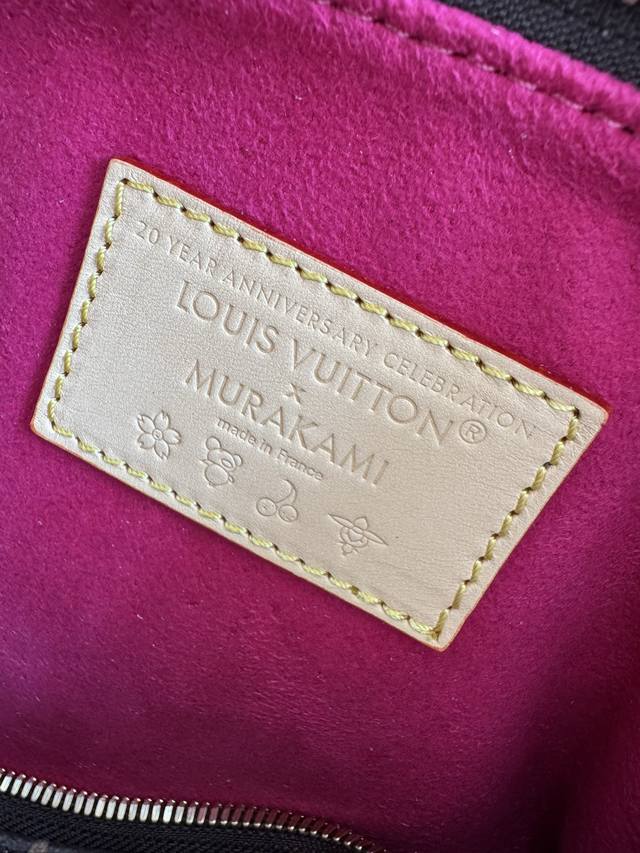 20 YEAR ANNIVERSARY CELEBRATION
LOUIS VUITTON®
x
MURAKAMI
made in France